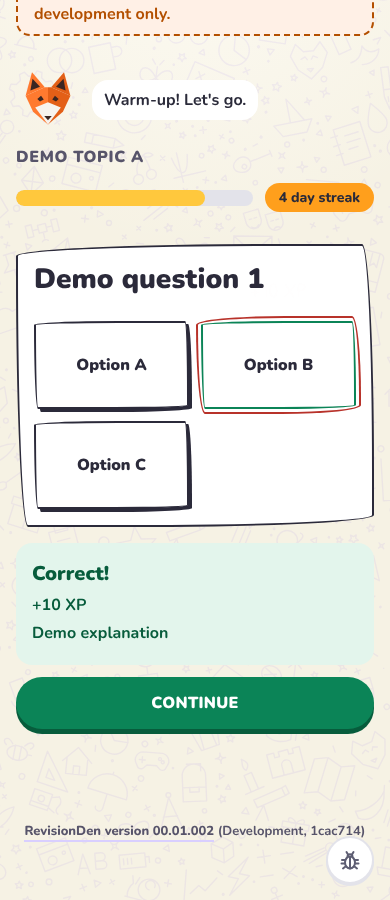 development only.
Warm-up! Let's go.
DEMO TOPIC A
4 day streak
Demo question 1
Option A
Option B
Option C
Correct!
+10 XP
Demo explanation
CONTINUE
RevisionDen version 00.01.002 (Development, 1cac714)